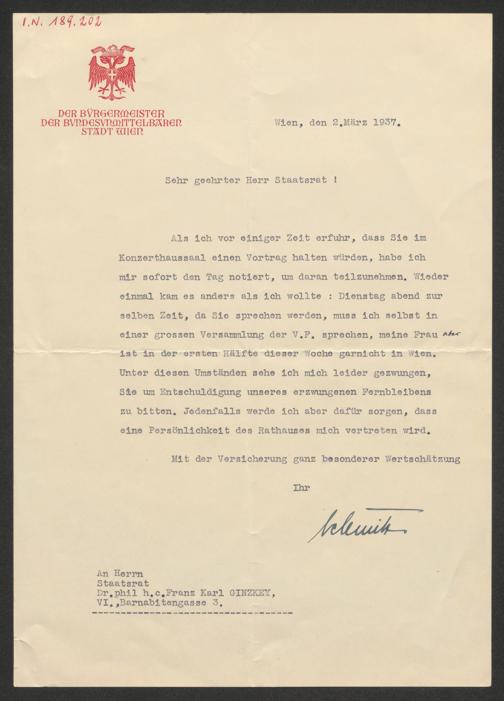 I.N. 189.202
DER BÜRGERMEISTER
DER BUNDESUNMITTELBAREN
STADT WIEN
Wien, den 2.März 1937.
Sehr geehrter Herr Staatsrat !
Als ich vor einiger Zeit erfuhr, dass Sie im
Konzerthaussaal einen Vortrag halten würden, habe ich
mir sofort den Tag notiert, um daran teilzunehmen. Wieder
einmal kam es anders als ich wollte : Dienstag abend zur
selben Zeit, da Sie sprechen werden, muss ich selbst in
einer grossen Versammlung der V.F. sprechen, meine Frau aber
ist in der ersten Hälfte dieser Woche garnicht in Wien.
Unter diesen Umständen sehe ich mich leider gezwungen,
Sie um Entschuldigung unseres erzwungenen Fernbleibens
zu bitten. Jedenfalls werde ich aber dafür sorgen, dass
eine Persönlichkeit des Rathauses mich vertreten wird.
Mit der Versicherung ganz besonderer Wertschätzung
Ihr
Schmitz
An Herrn
Staatsrat
Dr.phil h.c.Franz Karl GINZKEY,
VI.,Barnabitengasse 3.